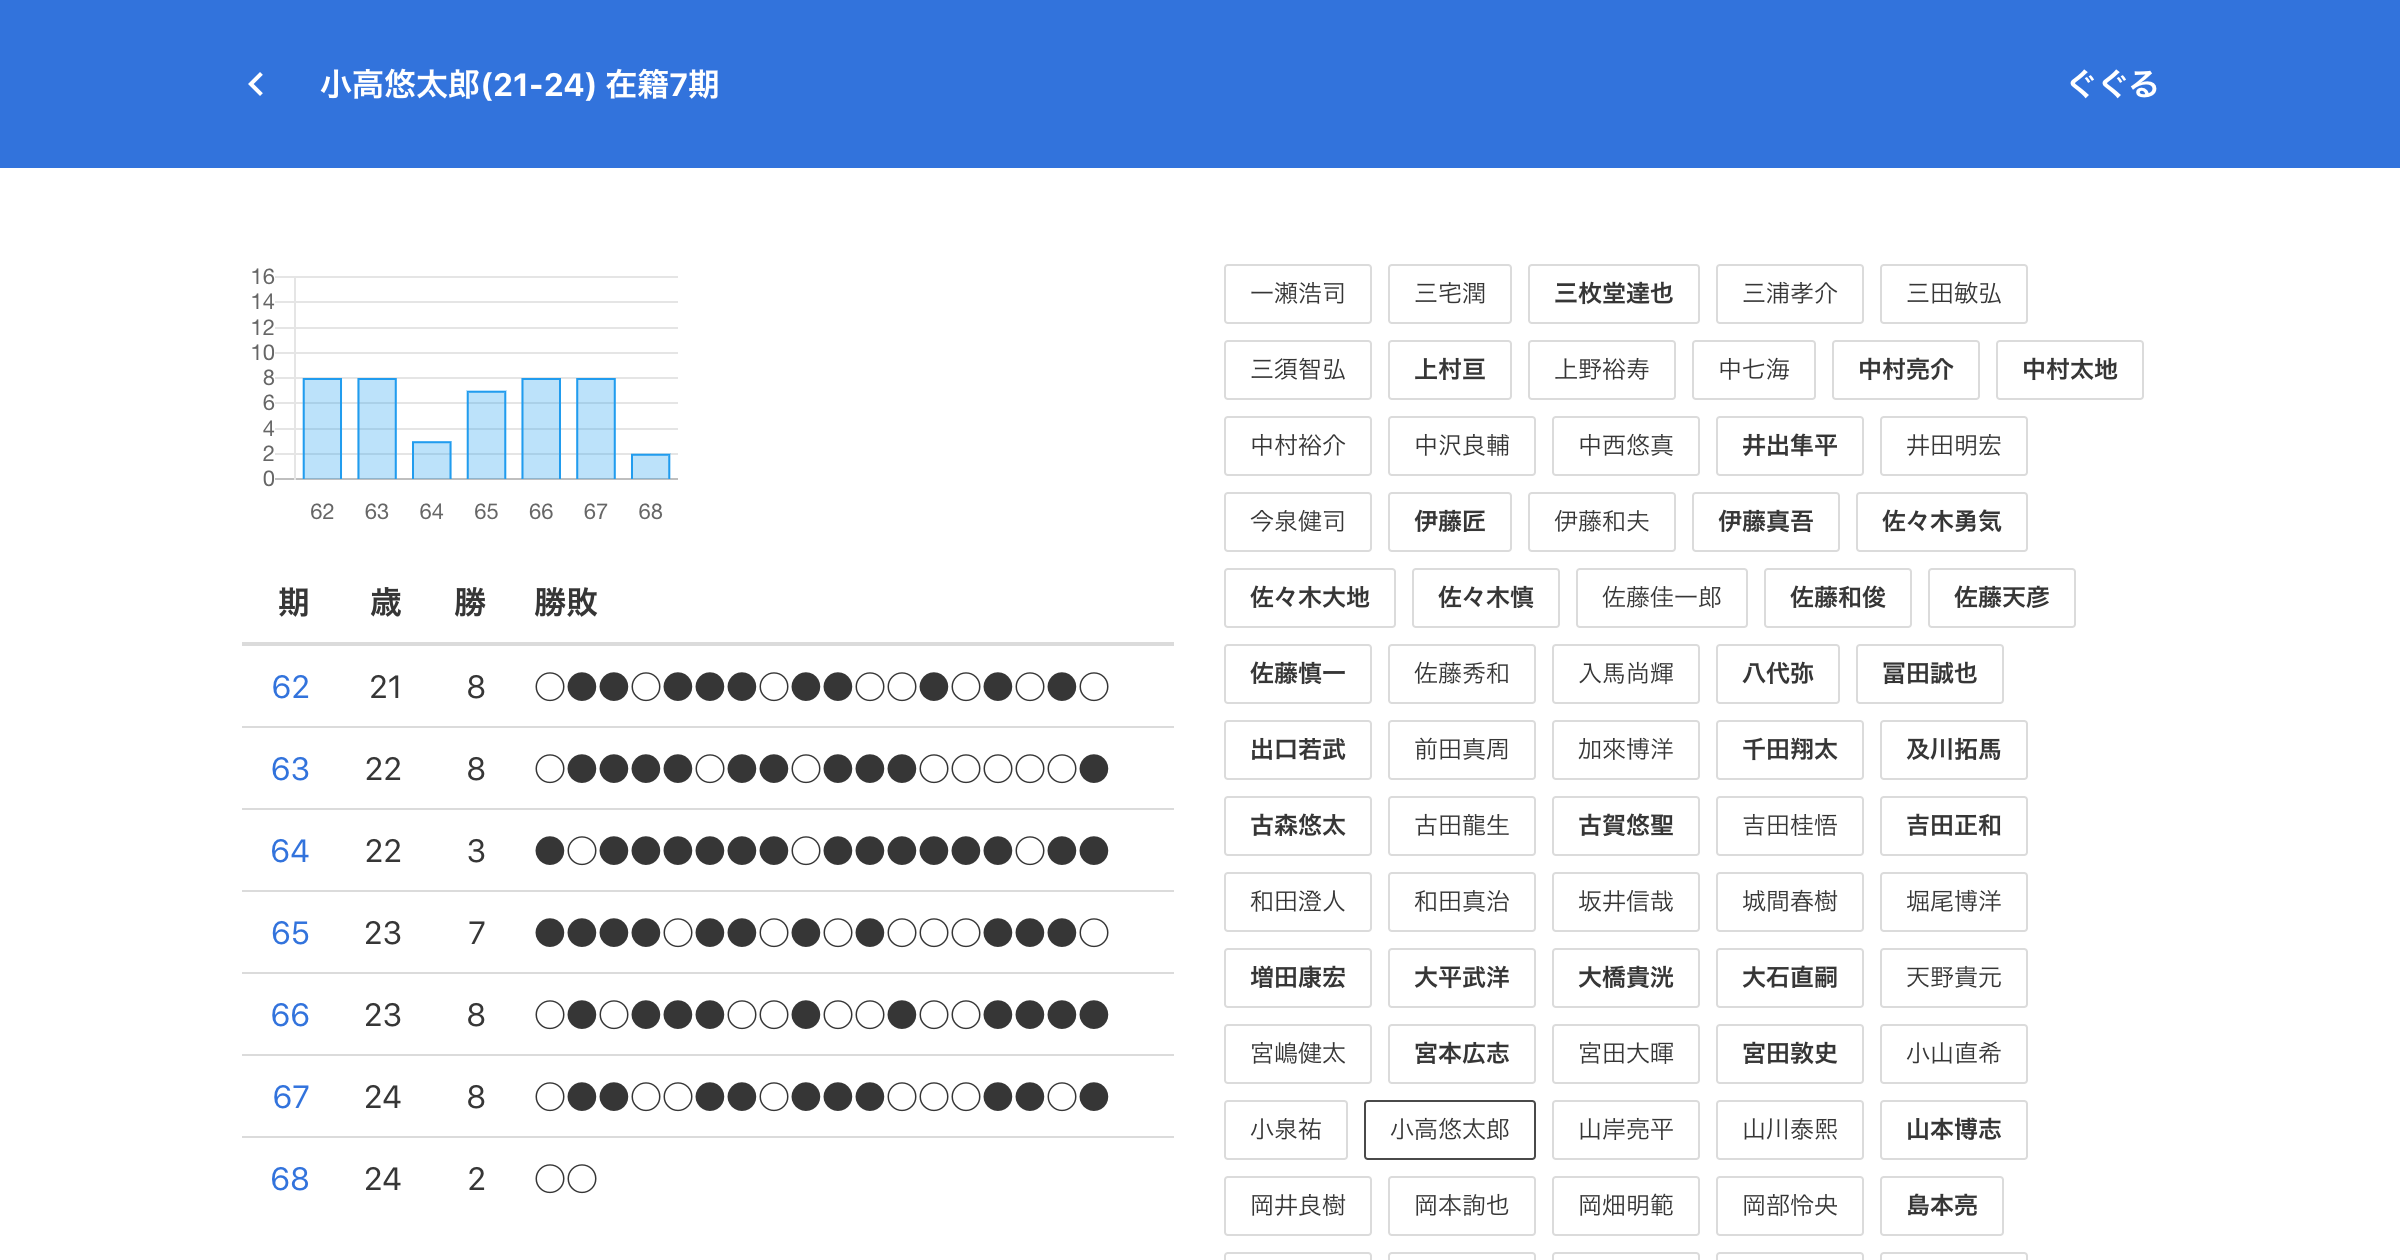 小高悠太郎(21-24) 在籍7期
ぐぐる
16
14
12
10
8
6
4
2
0
62 63 64 65 66 67 68
期 歳 勝 勝敗
62 21 8 ○●●○●●●○●●○○●○●○●○
63 22 8 ○●●●●○●●○●●●○○○○○●
64 22 3 ●○●●●●●●○●●●●●●○●●
65 23 7 ●●●●○●●○●○●○○○●●●○
66 23 8 ○●○●●●○○●○○●○○●●●●
67 24 8 ○●●○○●●○●●●○○○●●○●
68 24 2 ○○
一瀬浩司 三宅潤 三枚堂達也 三浦孝介 三田敏弘
三須智弘 上村亘 上野裕寿 中七海 中村亮介 中村太地
中村裕介 中沢良輔 中西悠真 井出隼平 井田明宏
今泉健司 伊藤匠 伊藤和夫 伊藤真吾 佐々木勇気
佐々木大地 佐々木慎 佐藤佳一郎 佐藤和俊 佐藤天彦
佐藤慎一 佐藤秀和 入馬尚輝 八代弥 冨田誠也
出口若武 前田真周 加來博洋 千田翔太 及川拓馬
古森悠太 古田龍生 古賀悠聖 吉田桂悟 吉田正和
和田澄人 和田真治 坂井信哉 城間春樹 堀尾博洋
増田康宏 大平武洋 大橋貴洸 大石直嗣 天野貴元
宮嶋健太 宮本広志 宮田大暉 宮田敦史 小山直希
小泉祐 小高悠太郎 山岸亮平 山川泰熙 山本博志
岡井良樹 岡本詢也 岡畑明範 岡部怜央 島本亮